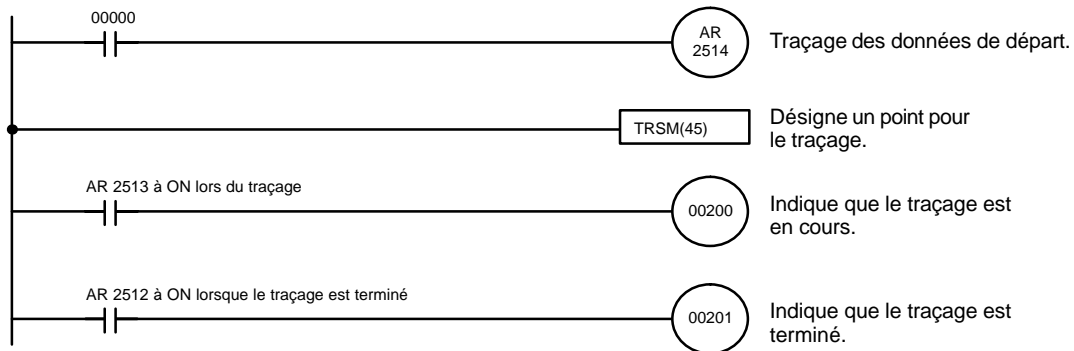 00000
AR
2514
Traçage des données de départ.
TRSM(45)
Désigne un point pour
le traçage.
AR 2513 à ON lors du traçage
00200
Indique que le traçage est
en cours.
AR 2512 à ON lorsque le traçage est terminé
00201
Indique que le traçage est
terminé.